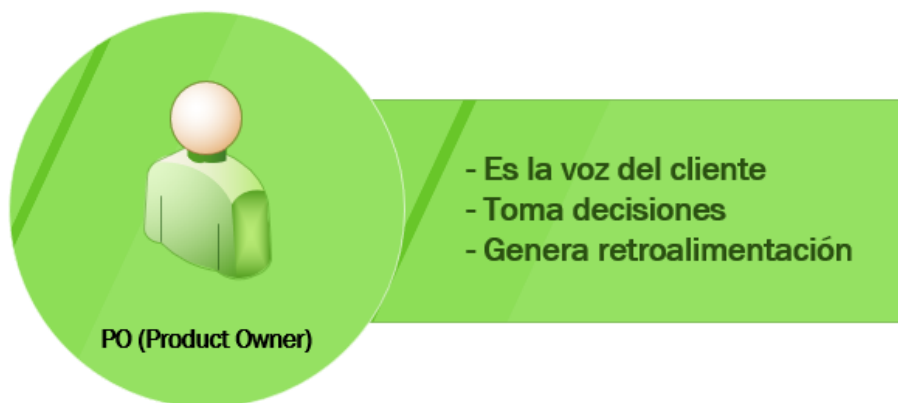 - Es la voz del cliente
- Toma decisiones
- Genera retroalimentación
PO (Product Owner)